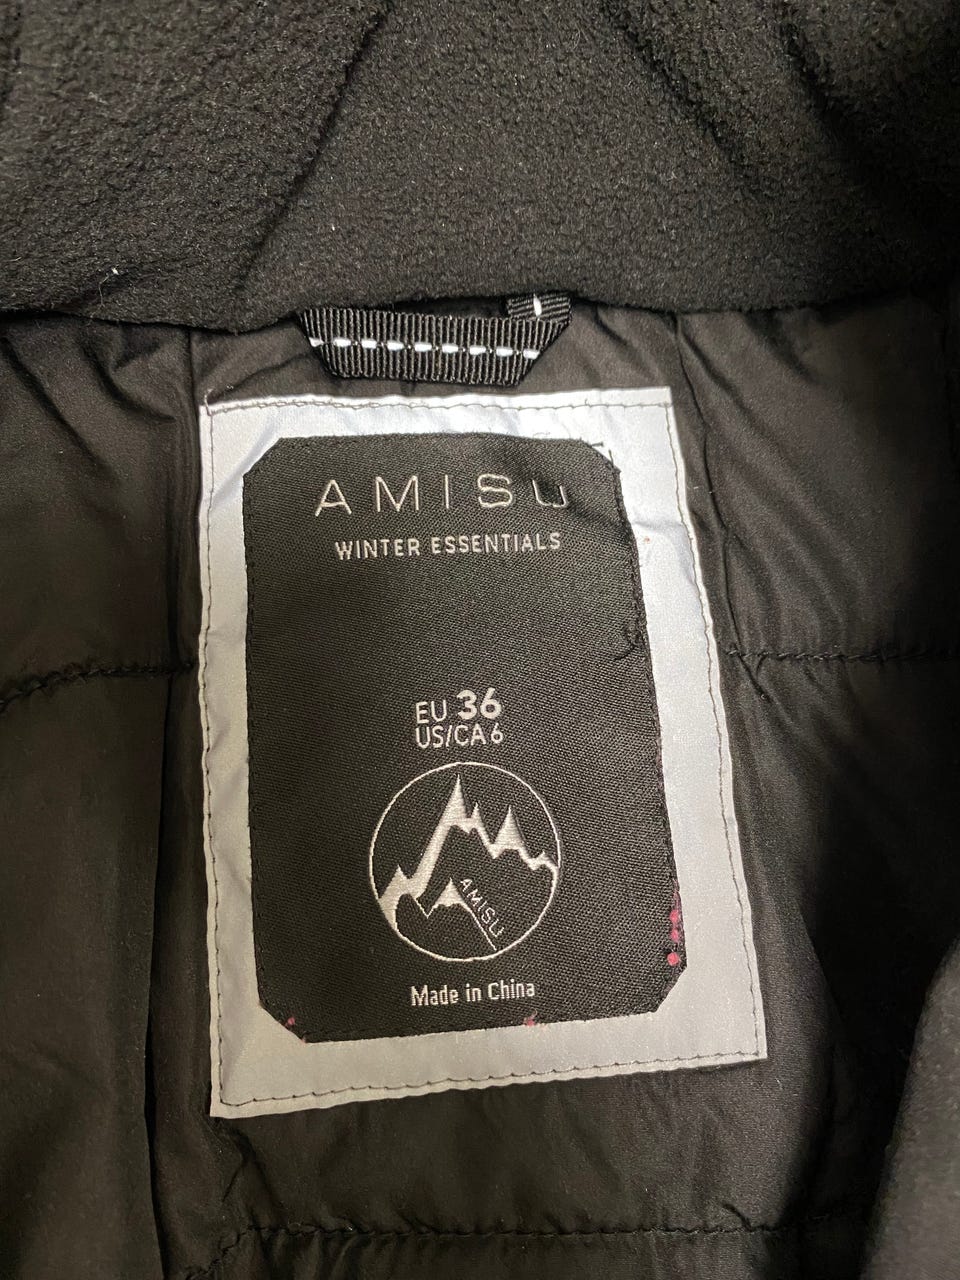 AMISU
WINTER ESSENTIALS
EU 36
US/CA 6
AMISU
Made in China